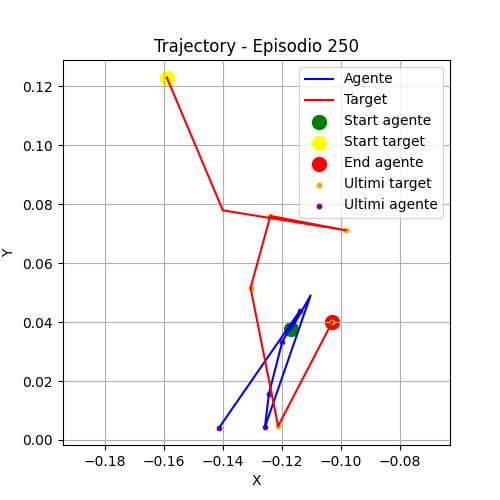 Trajectory - Episodio 250
Agente
Target
Start agente
Start target
End agente
Ultimi target
Ultimi agente
0.12
0.10
0.08
0.06
0.04
0.02
0.00
Y
−0.18 −0.16 −0.14 −0.12 −0.10 −0.08
X